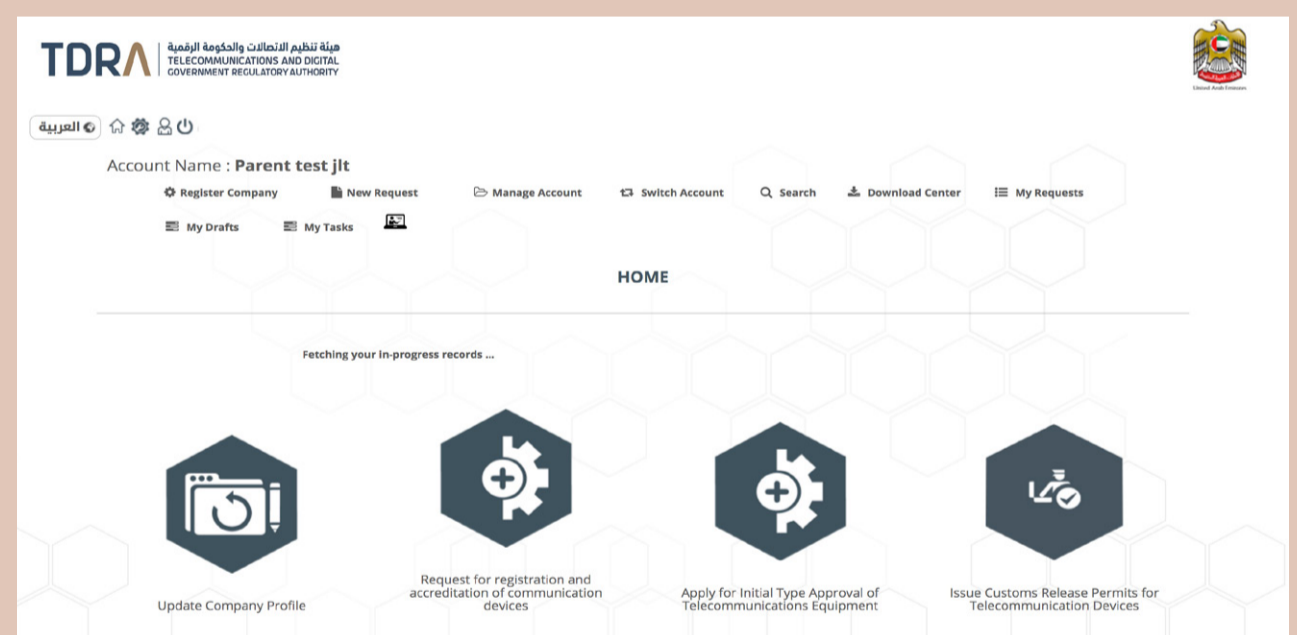 TDRA
هيئة تنظيم الاتصالات والحكومة الرقمية
TELECOMMUNICATIONS AND DIGITAL
GOVERNMENT REGULATORY AUTHORITY
United Arab Emirates
العربية
Account Name : Parent test jlt
Register Company New Request Manage Account Switch Account Search Download Center My Requests
My Drafts My Tasks
HOME
Fetching your in-progress records ...
Update Company Profile
Request for registration and
accreditation of communication
devices
Apply for Initial Type Approval of
Telecommunications Equipment
Issue Customs Release Permits for
Telecommunication Devices